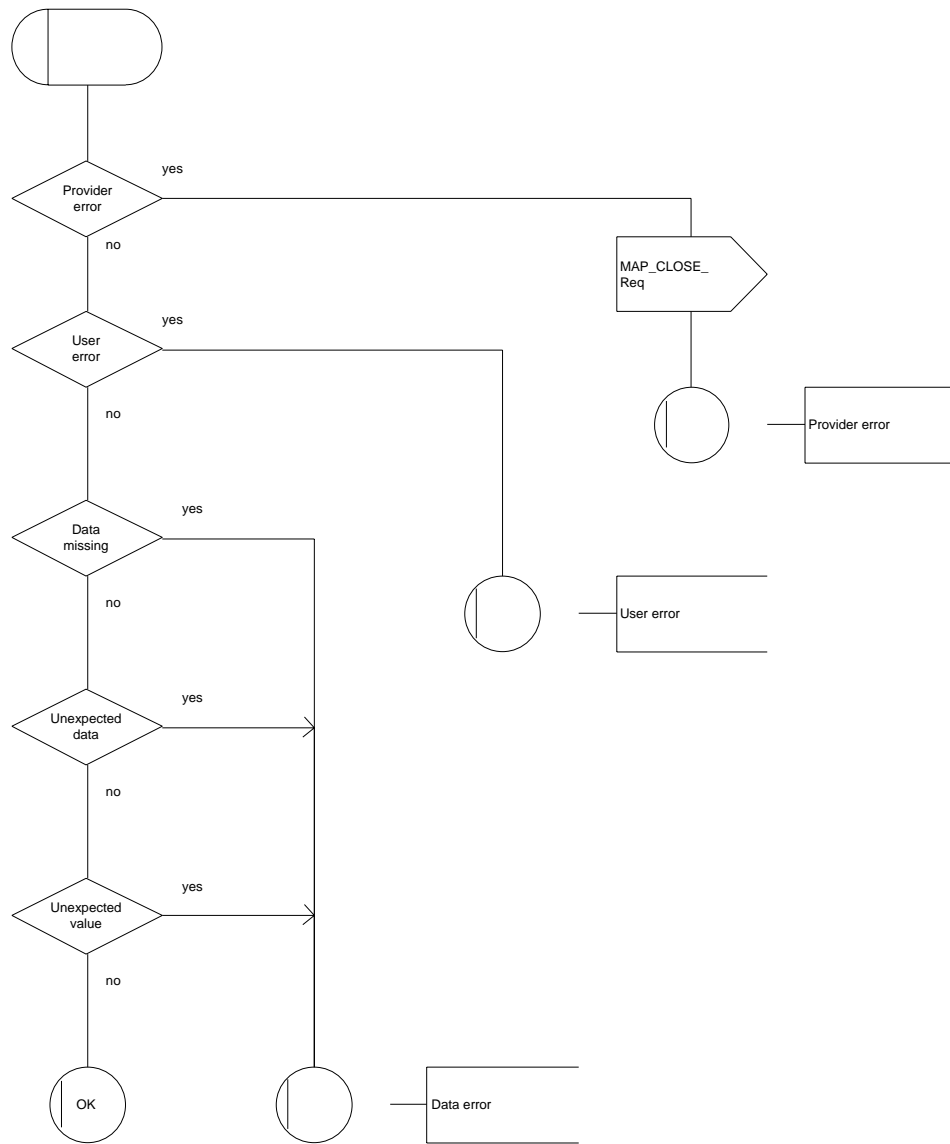 yes
Provider
error
no
MAP_CLOSE_
Req
yes
User
error
no
Provider error
yes
Data
missing
no
User error
yes
Unexpected
data
no
yes
Unexpected
value
no
OK
Data error